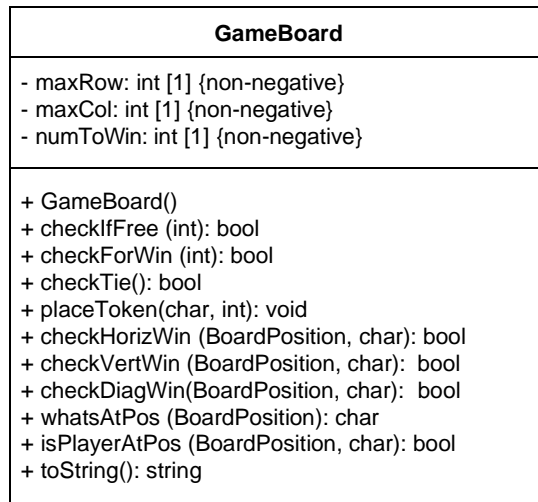 GameBoard
- maxRow: int [1] {non-negative}
- maxCol: int [1] {non-negative}
- numToWin: int [1] {non-negative}
+ GameBoard()
+ checkIfFree (int): bool
+ checkForWin (int): bool
+ checkTie(): bool
+ placeToken(char, int): void
+ checkHorizWin (BoardPosition, char): bool
+ checkVertWin (BoardPosition, char):  bool
+ checkDiagWin(BoardPosition, char):  bool
+ whatsAtPos (BoardPosition): char
+ isPlayerAtPos (BoardPosition, char): bool
+ toString(): string